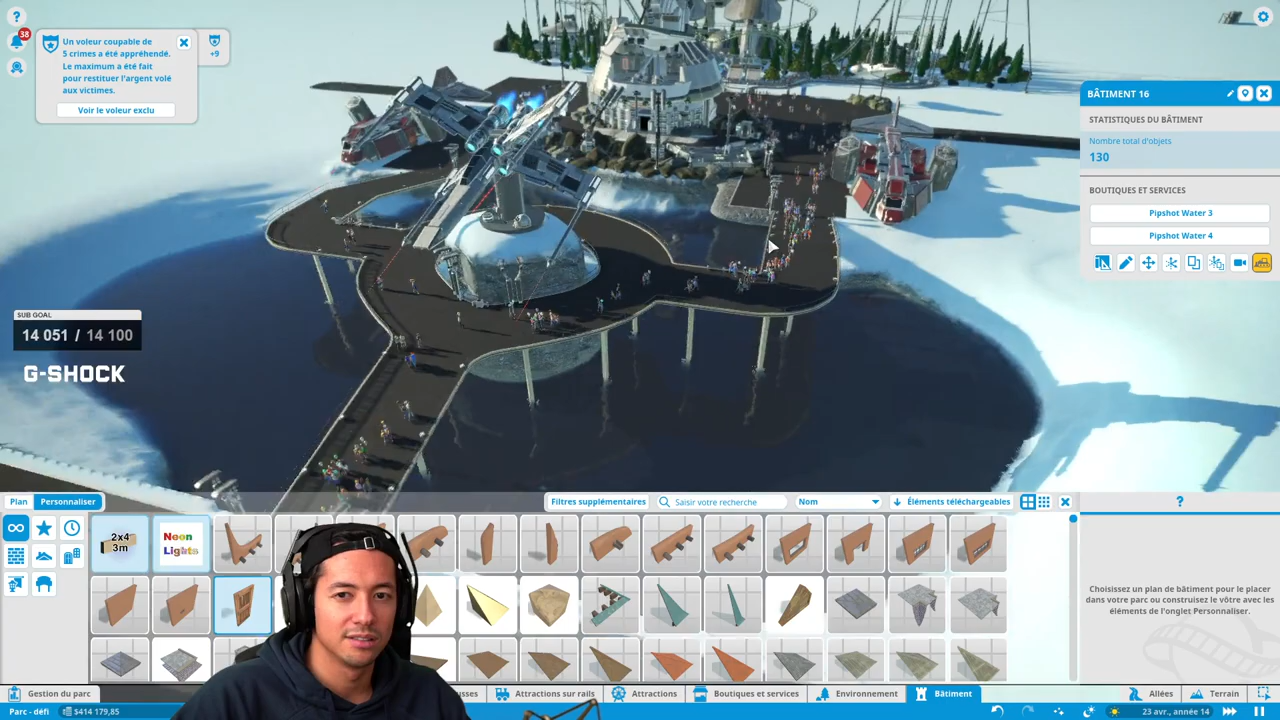 ?
38
Un voleur coupable de
5 crimes a été appréhendé.
Le maximum a été fait
pour restituer l'argent volé
aux victimes.
Voir le voleur exclu
+9
BÂTIMENT 16
STATISTIQUES DU BÂTIMENT
Nombre total d'objets
130
BOUTIQUES ET SERVICES
Pipshot Water 3
Pipshot Water 4
SUB GOAL
14 051 / 14 100
G-SHOCK
Plan
Personnaliser
Filtres supplémentaires
Saisir votre recherche
Nom
Éléments téléchargeables
?
2x4
3m
Neon
Lights
Choisissez un plan de bâtiment pour le placer
dans votre parc ou construisez le vôtre avec les
éléments de l'onglet Personnaliser.
Gestion du parc
Attractions sur rails
Attractions
Boutiques et services
Environnement
Bâtiment
Allées
Terrain
Parc - défi
$414 179,85
23 avr., année 14